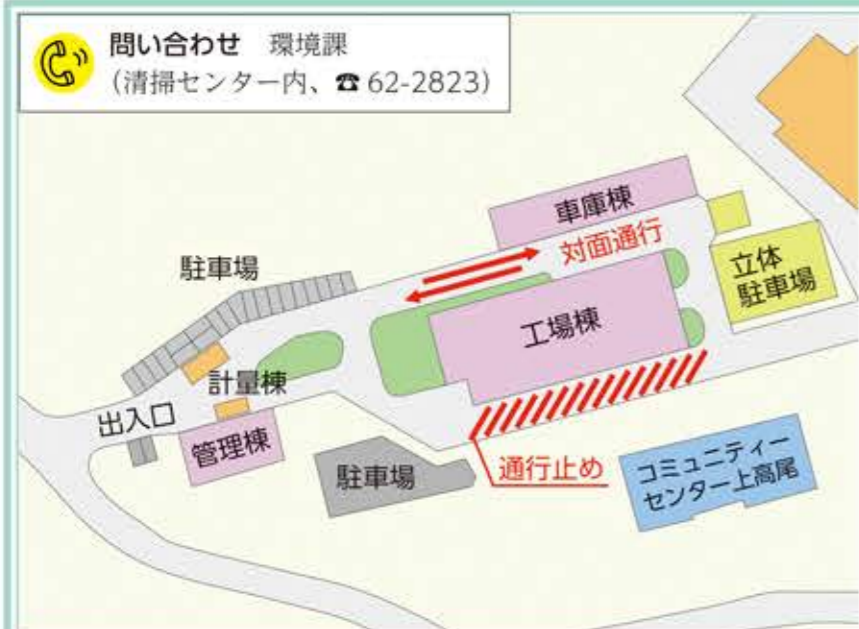 問い合わせ　環境課
（清掃センター内、☎ 62-2823）
車庫棟
対面通行
駐車場
立体
駐車場
工場棟
計量棟
出入口
管理棟
駐車場
通行止め
コミュニティー
センター上高尾